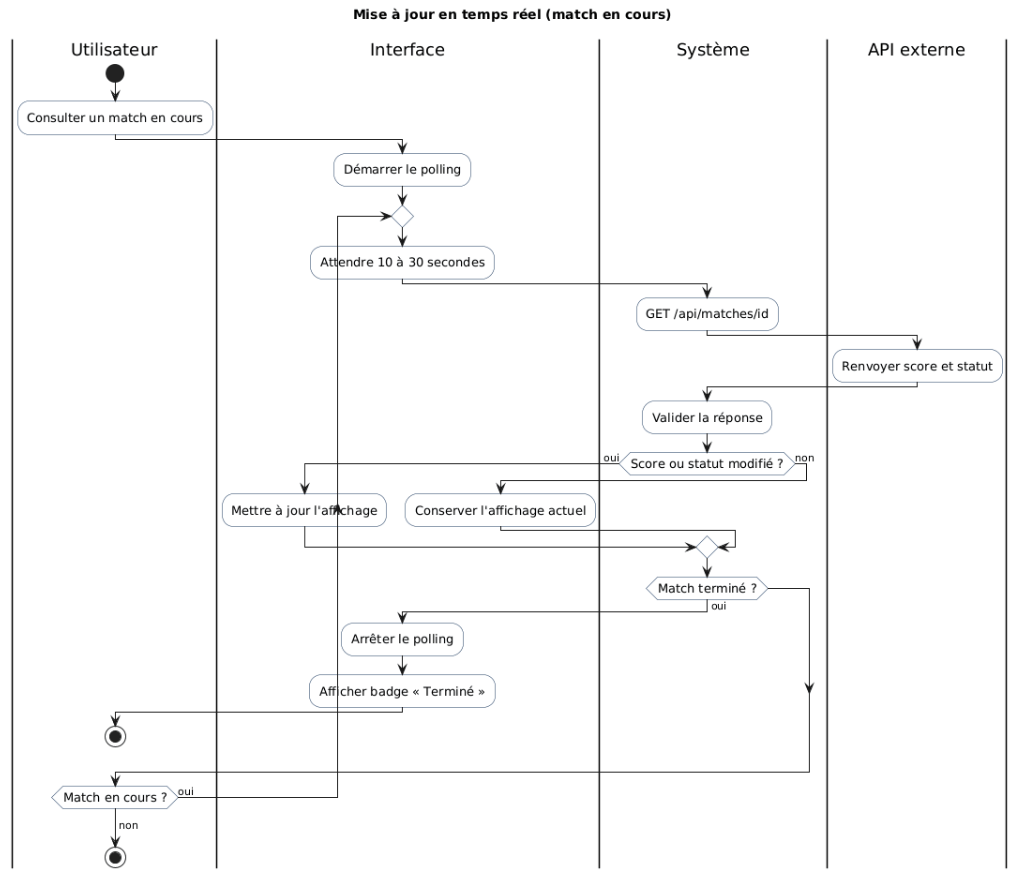 Mise à jour en temps réel (match en cours)
Utilisateur
Interface
Système
API externe
Consulter un match en cours
Démarrer le polling
Attendre 10 à 30 secondes
GET /api/matches/id
Renvoyer score et statut
Valider la réponse
oui
Score ou statut modifié ?
non
Mettre à jour l'affichage
Conserver l'affichage actuel
Match terminé ?
oui
Arrêter le polling
Afficher badge « Terminé »
Match en cours ?
oui
non